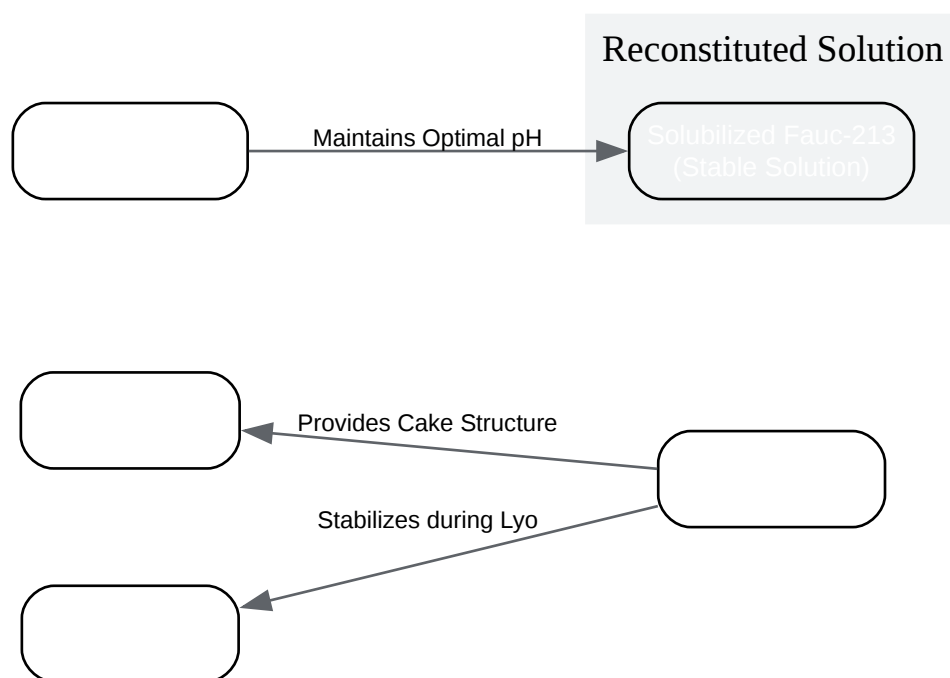 Reconstituted Solution
Maintains Optimal pH
Solubilized Fauc-213
(Stable Solution)
Provides Cake Structure
Stabilizes during Lyo